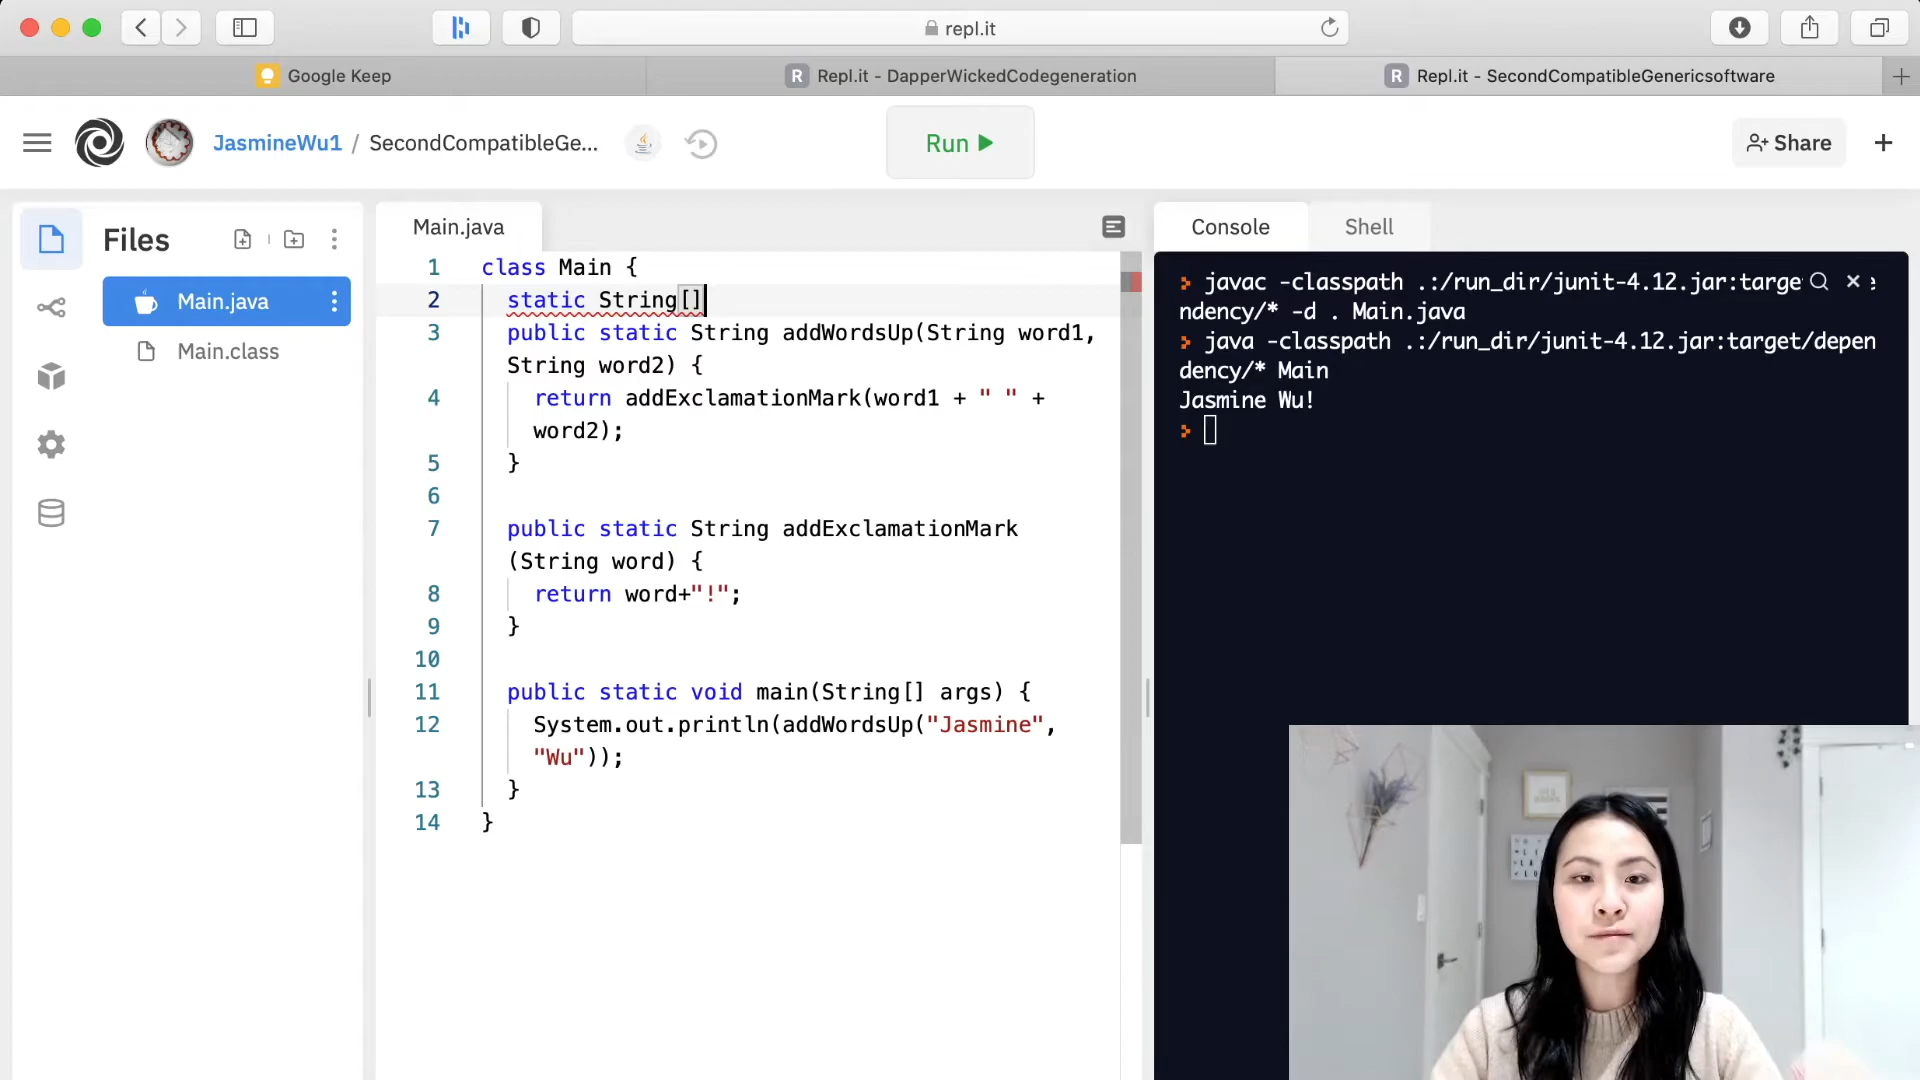 repl.it
Google Keep
R Repl.it - DapperWickedCodegeneration
R Repl.it - SecondCompatibleGenericsoftware
JasmineWu1 / SecondCompatibleGe...
Run
Share
Files
Main.java
Main.class
Main.java
1 class Main {
2 static String[]
3 public static String addWordsUp(String word1,
String word2) {
4 return addExclamationMark(word1 + " " +
word2);
5 }
6
7 public static String addExclamationMark
(String word) {
8 return word+"!";
9 }
10
11 public static void main(String[] args) {
12 System.out.println(addWordsUp("Jasmine",
"Wu"));
13 }
14 }
Console
Shell
javac -classpath .:/run_dir/junit-4.12.jar:targe
ndency/* -d . Main.java
java -classpath .:/run_dir/junit-4.12.jar:target/depen
dency/* Main
Jasmine Wu!